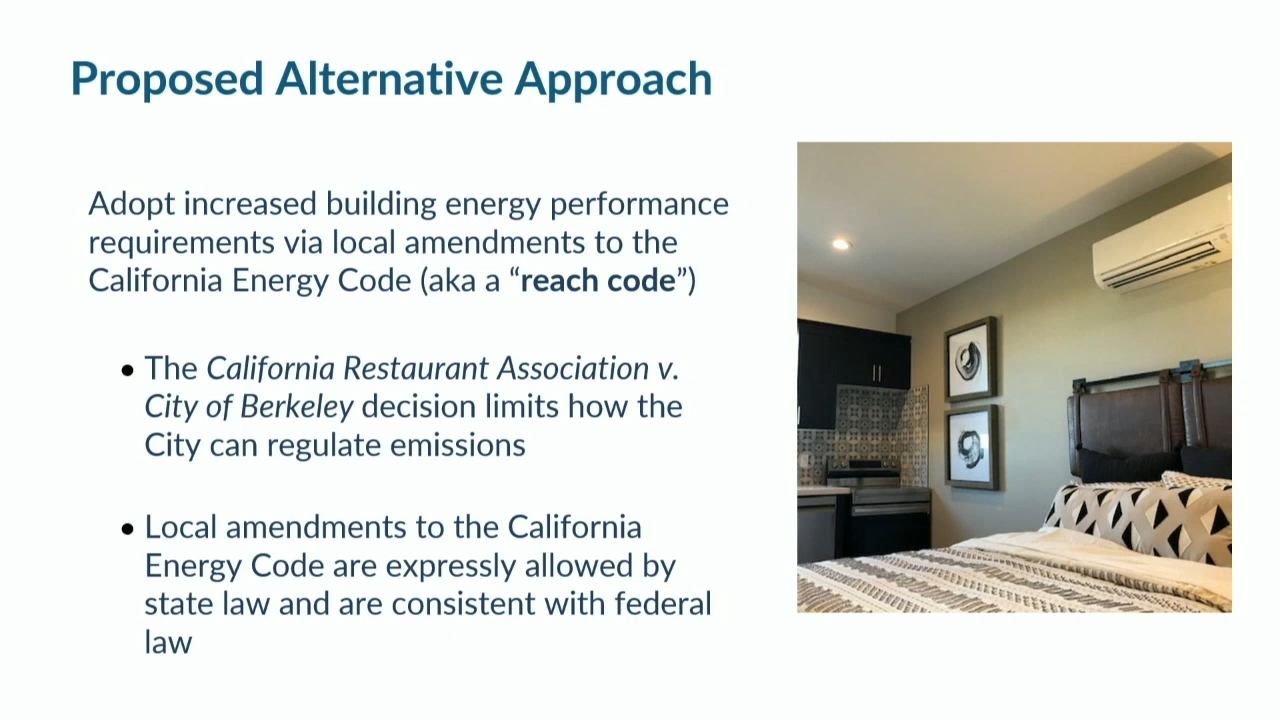 Proposed Alternative Approach
Adopt increased building energy performance
requirements via local amendments to the
California Energy Code (aka a “reach code”)
• The California Restaurant Association v.
City of Berkeley decision limits how the
City can regulate emissions
• Local amendments to the California
Energy Code are expressly allowed by
state law and are consistent with federal
law